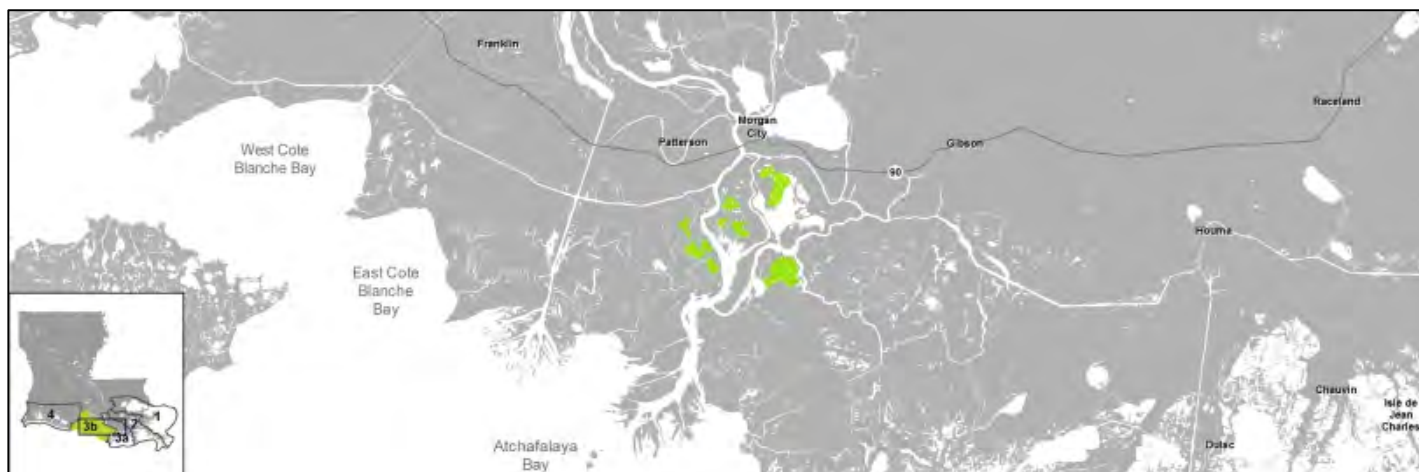 Franklin
Raceland
Morgan
City
Patterson
Gibson
West Cote
Blanche Bay
90
Houma
East Cote
Blanche
Bay
Chauvin
Isle de
Jean
Charles
Dulac
Atchafalaya
Bay
4
3b
2
1
3a